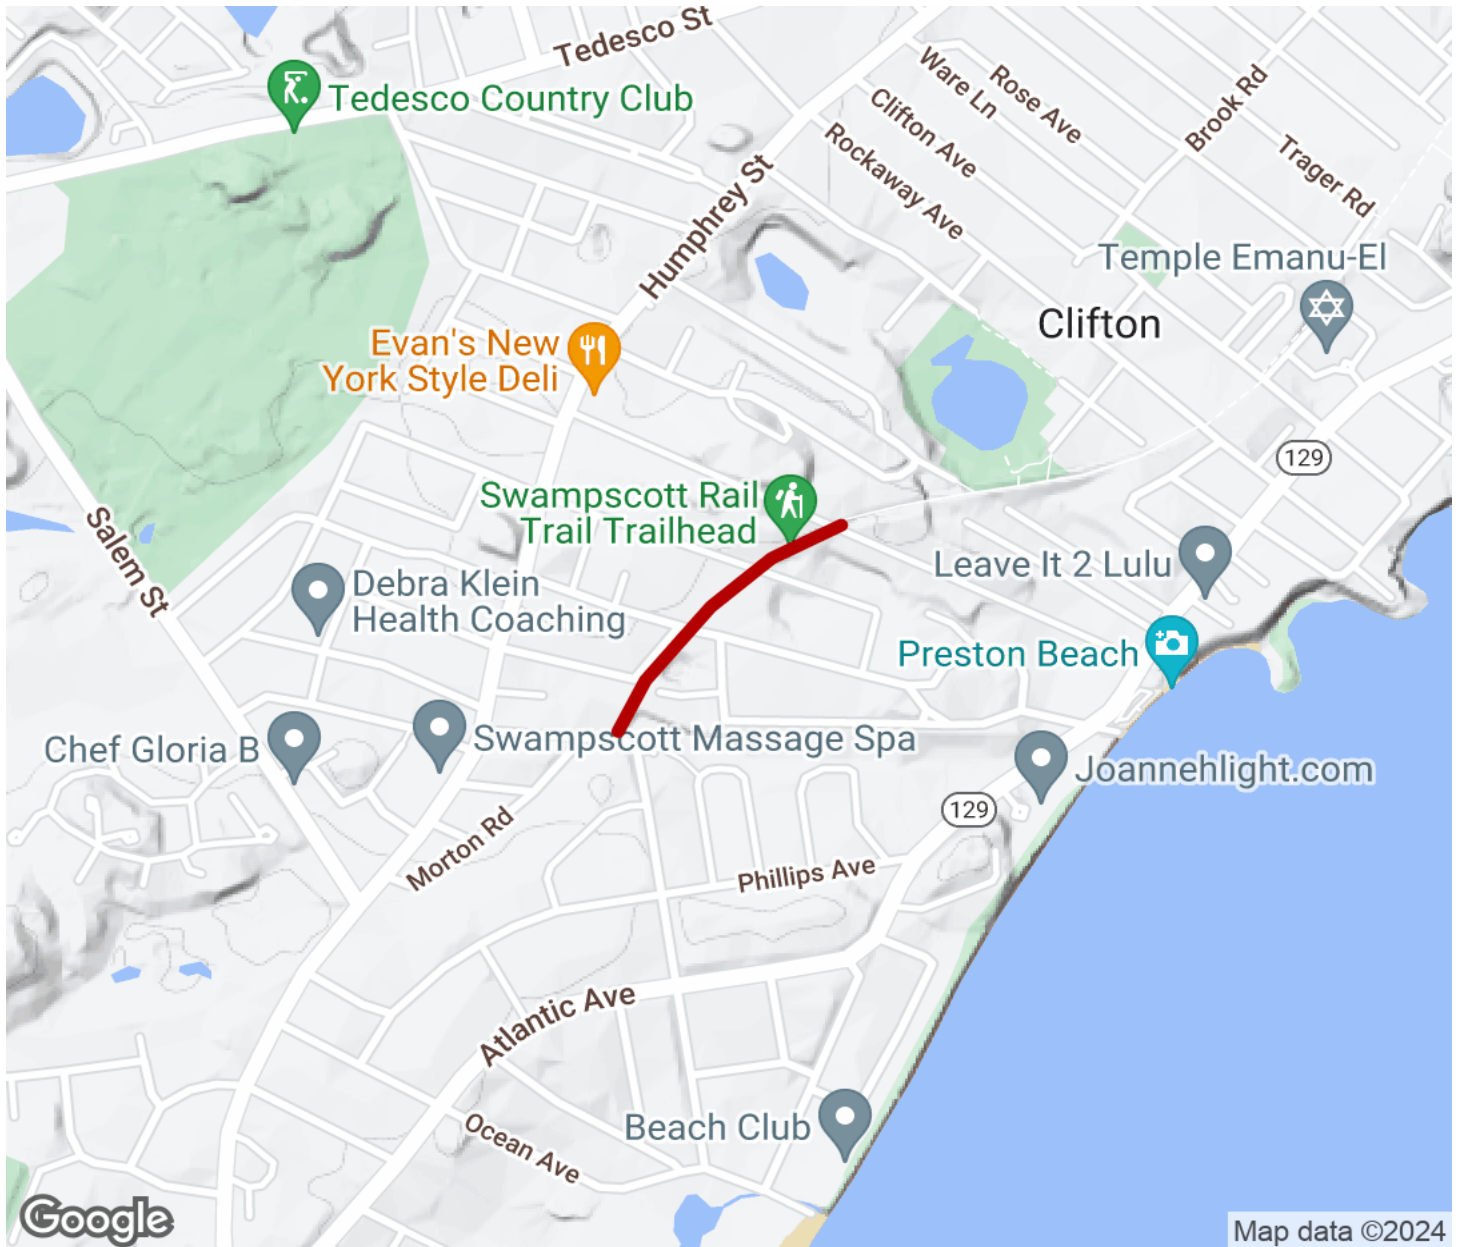 Tedesco St
Tedesco Country Club
Ware Ln
Rose Ave
Brook Rd
Clifton Ave
Rockaway Ave
Trager Rd
Humphrey St
Temple Emanu-El
Clifton
Evan's New
York Style Deli
129
Swampscott Rail
Trail Trailhead
Salem St
Leave It 2 Lulu
Debra Klein
Health Coaching
Preston Beach
Chef Gloria B
Swampscott Massage Spa
Joannehlight.com
129
Morton Rd
Phillips Ave
Atlantic Ave
Beach Club
Ocean Ave
Google
Map data ©2024